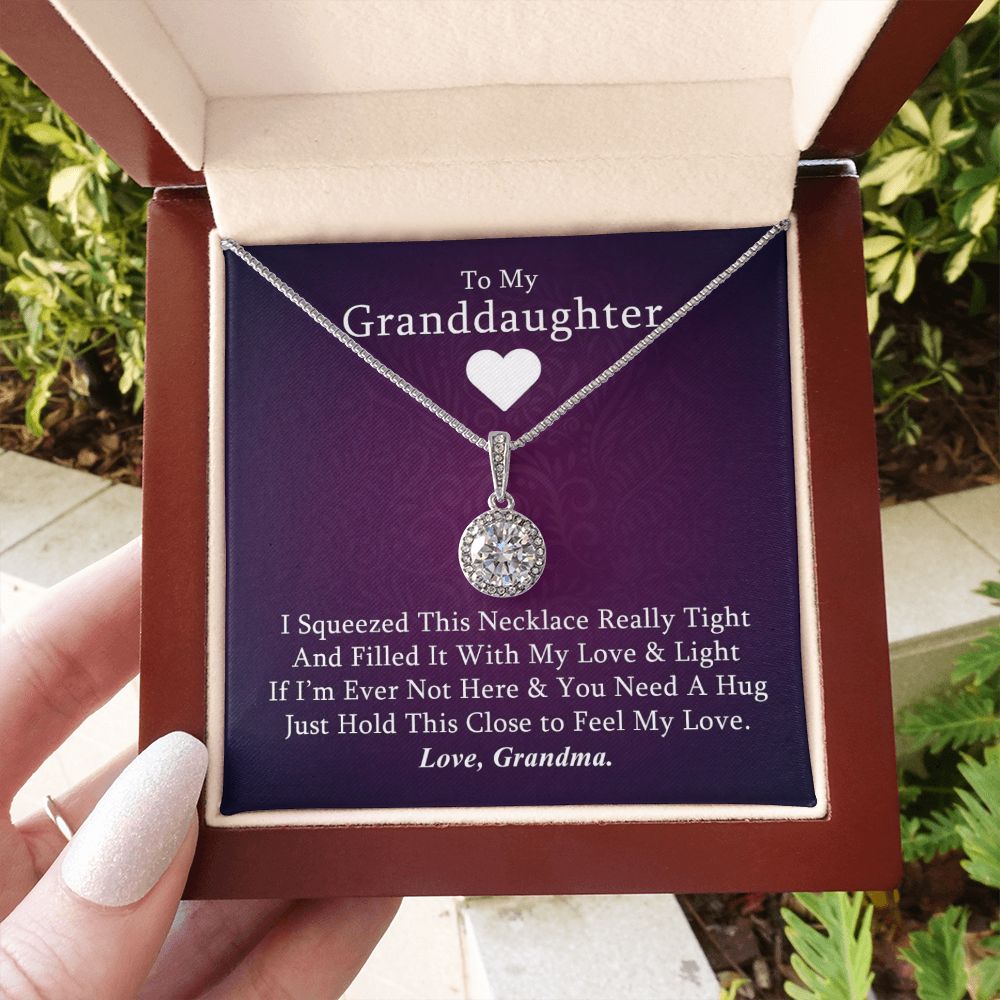 To My
Granddaughter
I Squeezed This Necklace Really Tight
And Filled It With My Love & Light
If I'm Ever Not Here & You Need A Hug
Just Hold This Close to Feel My Love.
Love, Grandma.